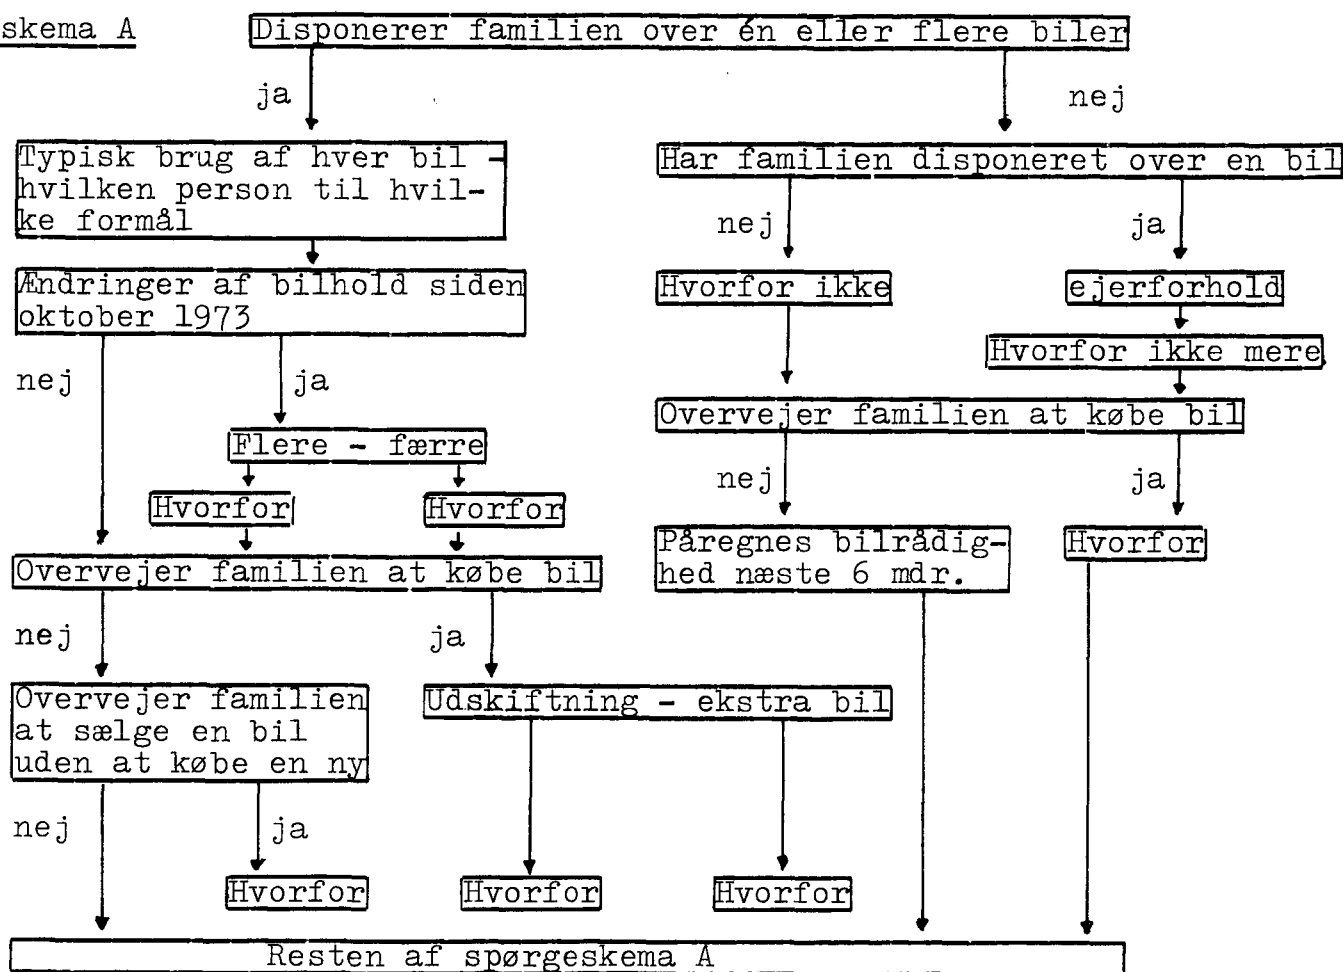 skema A
Disponerer familien over én eller flere biler
ja
nej
Typisk brug af hver bil -
hvilken person til hvil-
ke formål
Har familien disponeret over en bil
nej
ja
Ændringer af bilhold siden
oktober 1973
Hvorfor ikke
ejerforhold
Hvorfor ikke mere
nej
ja
Overvejer familien at købe bil
Flere - færre
nej
ja
Hvorfor
Hvorfor
Påregnes bilrådig-
hed næste 6 mdr.
Hvorfor
Overvejer familien at købe bil
nej
ja
Overvejer familien
at sælge en bil
uden at købe en ny
Udskiftning - ekstra bil
nej
ja
Hvorfor
Hvorfor
Hvorfor
Resten af spørgeskema A